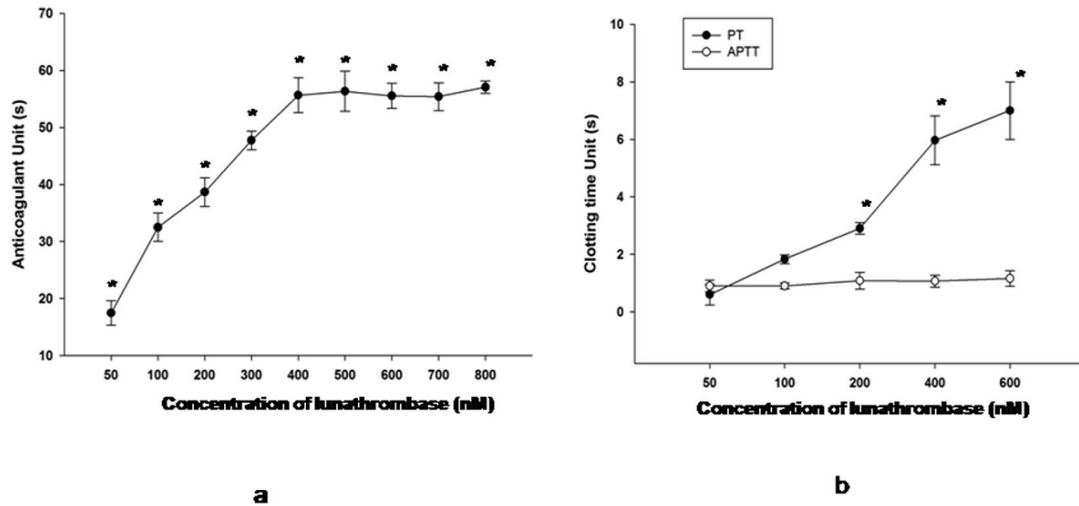 70
60
50
40
30
20
10
Anticoagulant Unit (s)
* * * * * * * * *
50 100 200 300 400 500 600 700 800
Concentration of lunathrombase (nM)
a
10
8
6
4
2
0
Clotting time Unit (s)
PT
APTT
* * *
50 100 200 400 600
Concentration of lunathrombase (nM)
b